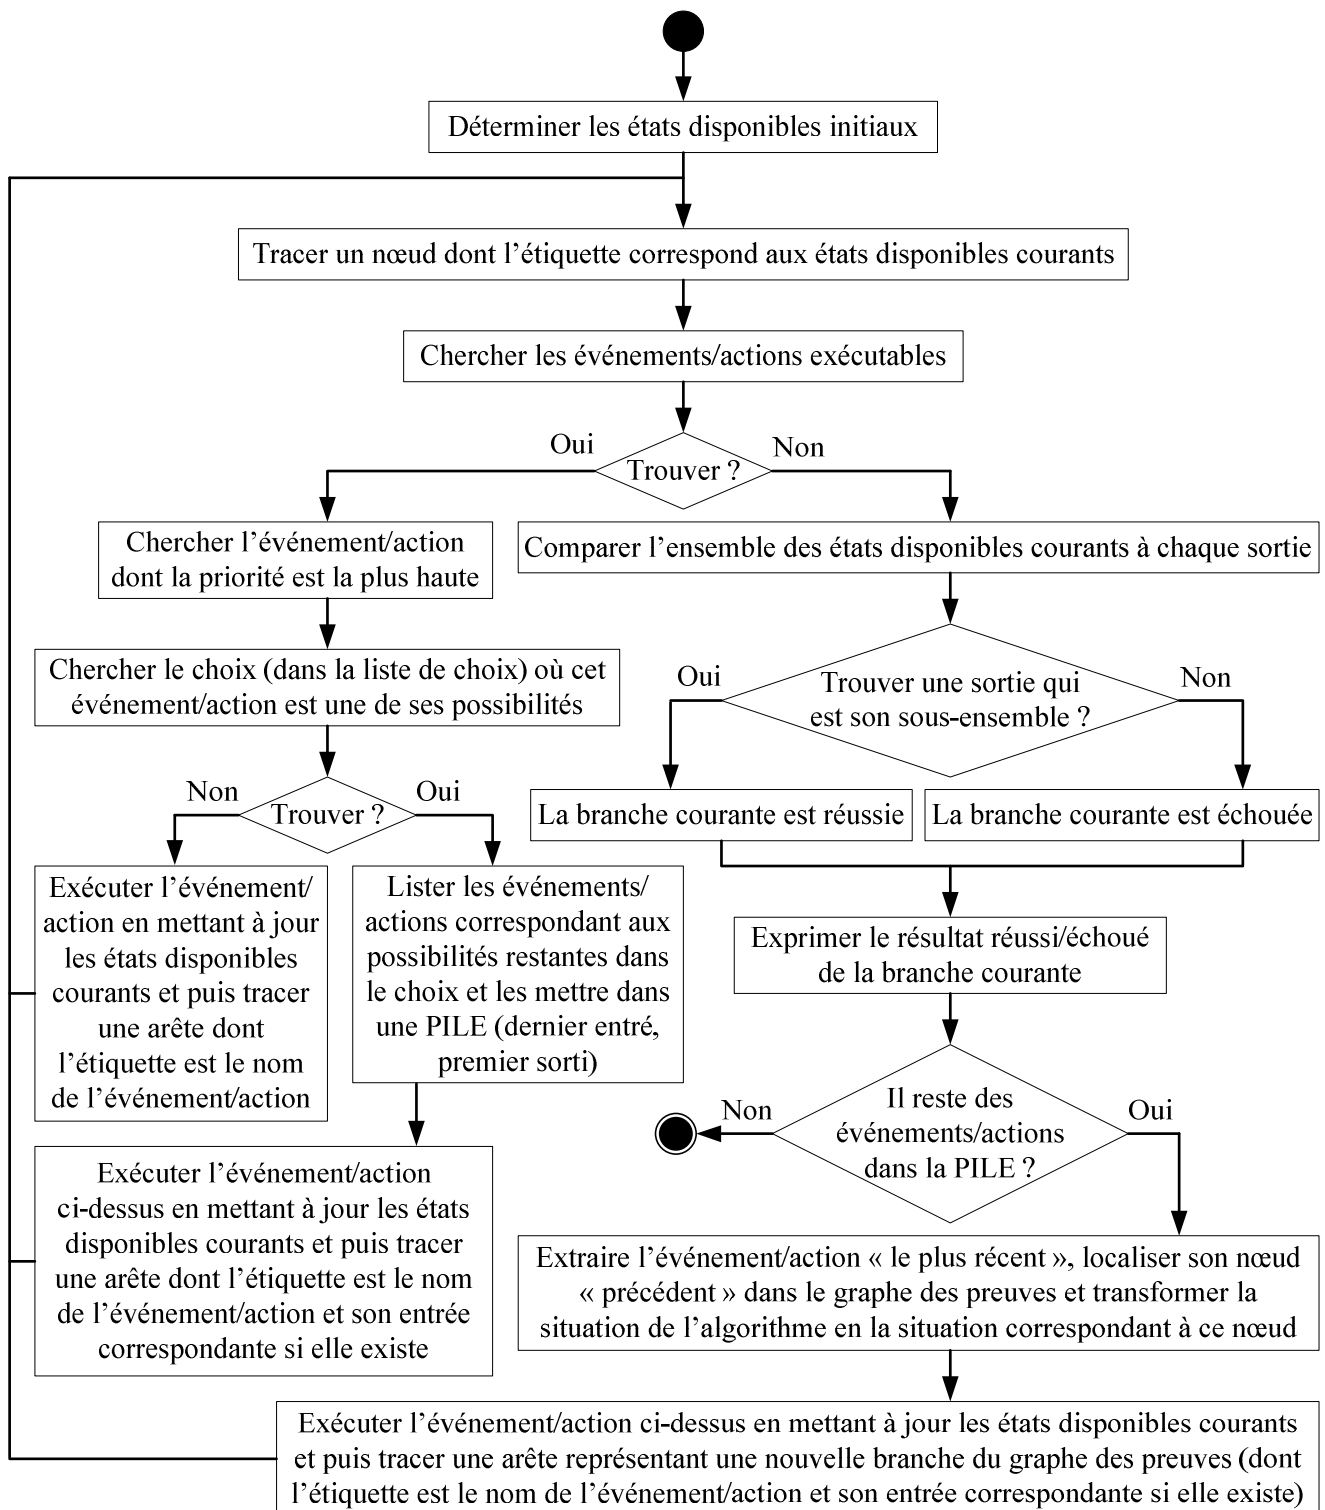 Déterminer les états disponibles initiaux
Tracer un nœud dont l’étiquette correspond aux états disponibles courants
Chercher les événements/actions exécutables
Oui
Trouver ?
Non
Chercher l’événement/action
dont la priorité est la plus haute
Chercher le choix (dans la liste de choix) où cet
événement/action est une de ses possibilités
Non
Trouver ?
Oui
Exécuter l’événement/
action en mettant à jour
les états disponibles
courants et puis tracer
une arête dont
l’étiquette est le nom
de l’événement/action
Lister les événements/
actions correspondant aux
possibilités restantes dans
le choix et les mettre dans
une PILE (dernier entré,
premier sorti)
Exécuter l’événement/action
ci-dessus en mettant à jour les états
disponibles courants et puis tracer
une arête dont l’étiquette est le nom
de l’événement/action et son entrée
correspondante si elle existe
Comparer l’ensemble des états disponibles courants à chaque sortie
Oui
Trouver une sortie qui
est son sous-ensemble ?
Non
La branche courante est réussie
La branche courante est échouée
Exprimer le résultat réussi/échoué
de la branche courante
Non
Il reste des
événements/actions
dans la PILE ?
Oui
Extraire l’événement/action « le plus récent », localiser son nœud
« précédent » dans le graphe des preuves et transformer la
situation de l’algorithme en la situation correspondant à ce nœud
Exécuter l’événement/action ci-dessus en mettant à jour les états disponibles courants
et puis tracer une arête représentant une nouvelle branche du graphe des preuves (dont
l’étiquette est le nom de l’événement/action et son entrée correspondante si elle existe)